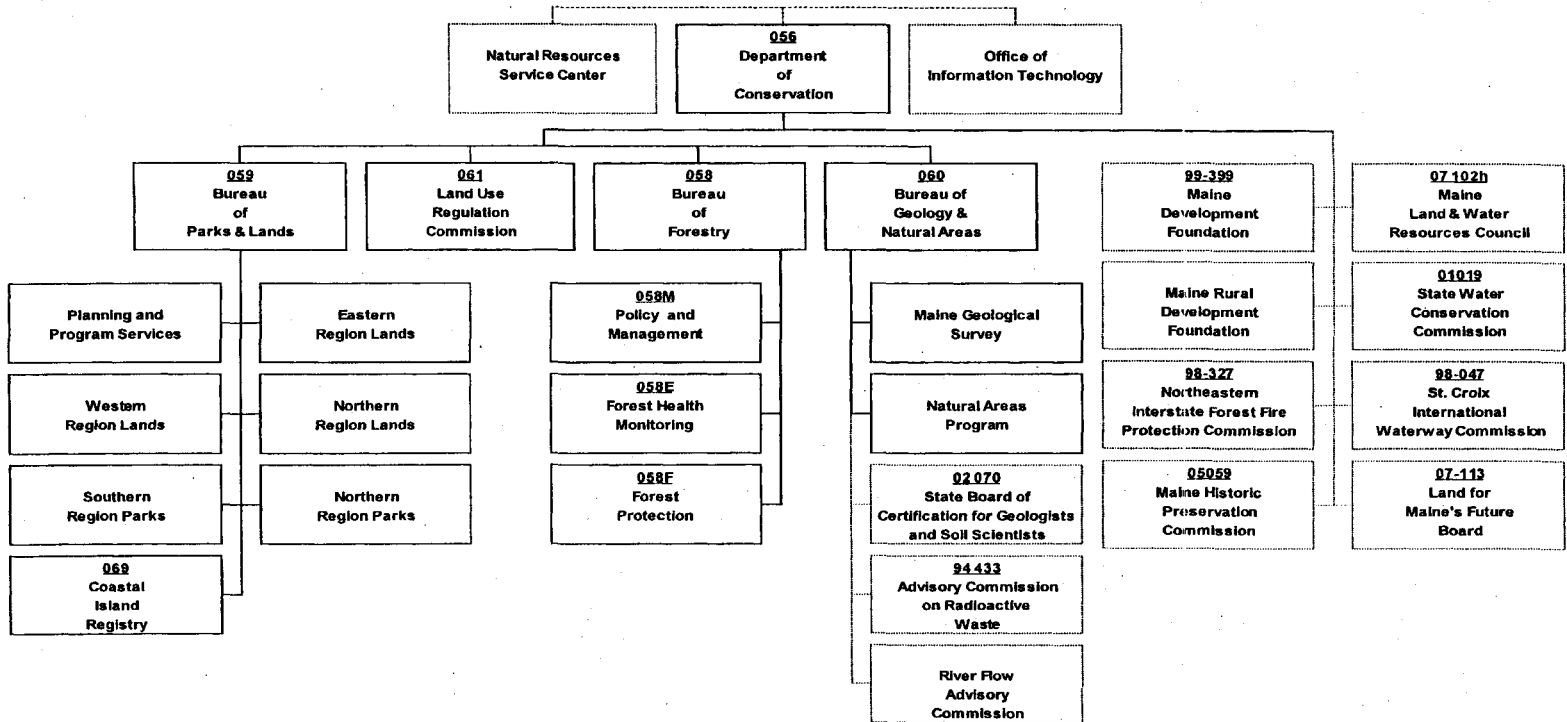 Natural Resources
Service Center
056
Department
of
Conservation
Office of
Information Technology
059
Bureau
of
Parks & Lands
061
Land Use
Regulation
Commission
058
Bureau
of
Forestry
060
Bureau of
Geology &
Natural Areas
99-399
Maine
Development
Foundation
07 102h
Maine
Land & Water
Resources Council
Planning and
Program Services
Eastern
Region Lands
058M
Policy and
Management
Maine Geological
Survey
Maine Rural
Development
Foundation
01019
State Water
Conservation
Commission
Western
Region Lands
Northern
Region Lands
058E
Forest Health
Monitoring
Natural Areas
Program
98-327
Northeastern
Interstate Forest Fire
Protection Commission
98-047
St. Croix
International
Waterway Commission
Southern
Region Parks
Northern
Region Parks
058F
Forest
Protection
02 070
State Board of
Certification for Geologists
and Soil Scientists
05059
Maine Historic
Preservation
Commission
07-113
Land for
Maine's Future
Board
069
Coastal
Island
Registry
94 433
Advisory Commission
on Radioactive
Waste
River Flow
Advisory
Commission